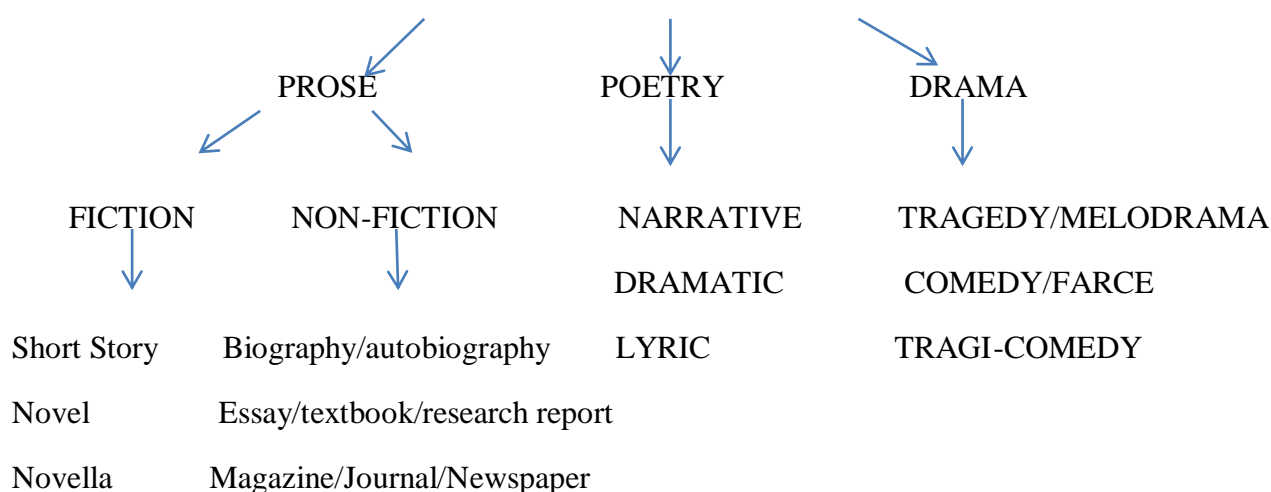 PROSE POETRY DRAMA
FICTION NON-FICTION NARRATIVE TRAGEDY/MELODRAMA
DRAMATIC COMEDY/FARCE
Short Story Biography/autobiography LYRIC TRAGI-COMEDY
Novel Essay/textbook/research report
Novella Magazine/Journal/Newspaper